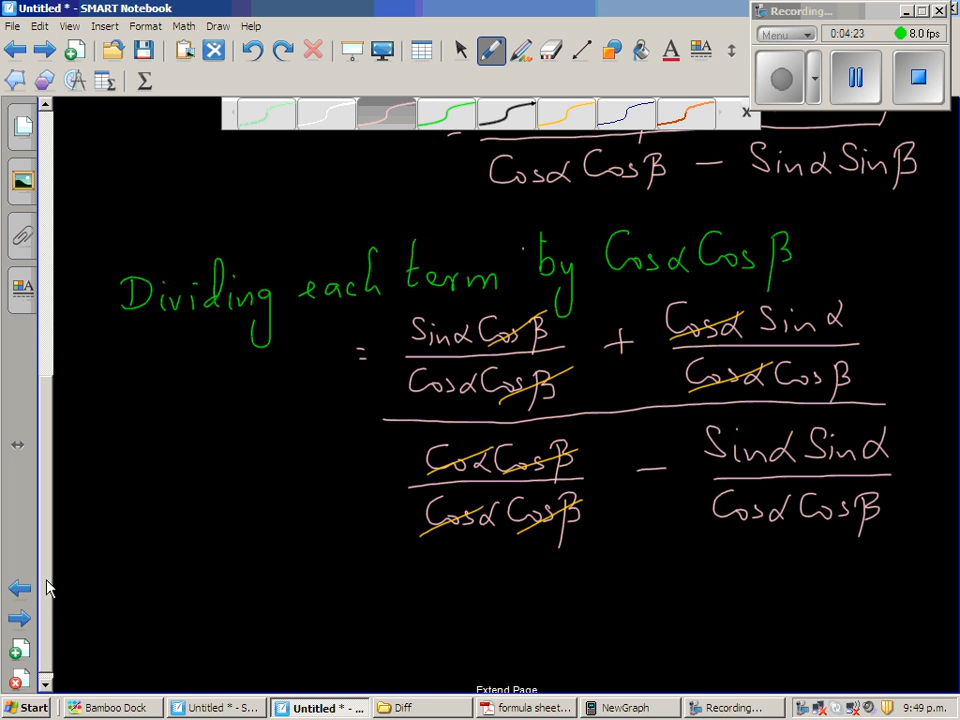 Untitled * - SMART Notebook
Recording...
File Edit View Insert Format Math Draw Help
Menu 0:04:23 8.0 fps
=
Cosα Cosβ − Sinα Sinβ
Dividing each term by Cosα Cosβ
= Sinα Cosβ + Cosα Sinα
Cosα Cosβ Cosα Cosβ
Coα Cosβ − Sinα Sinα
Cosα Cosβ Cosα Cosβ
Extend Page
Start Bamboo Dock Untitled * - S... Untitled * - ... Diff formula sheet... NewGraph Recording... 9:49 p.m.